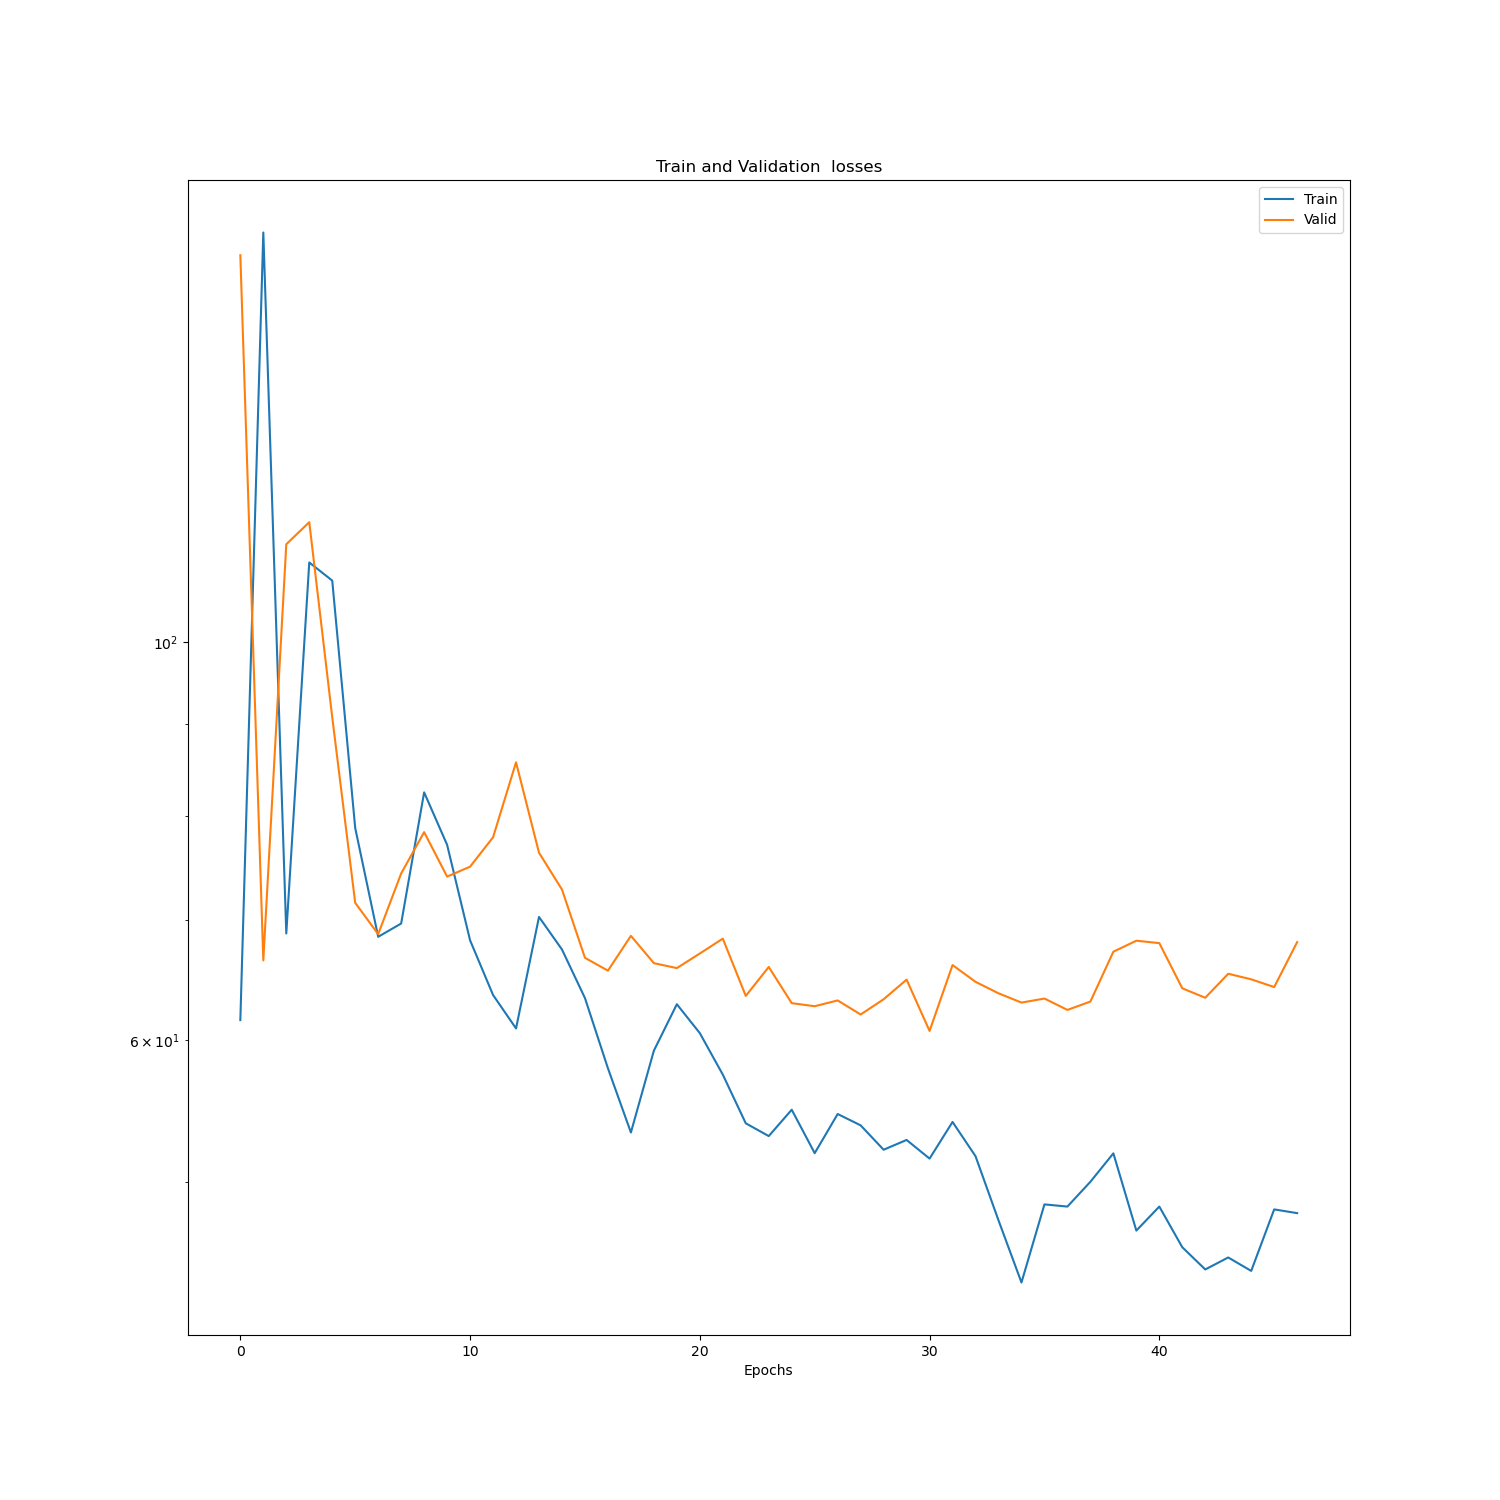 Train and Validation  losses
Train
Valid
10²
6 × 10¹
0 10 20 30 40
Epochs